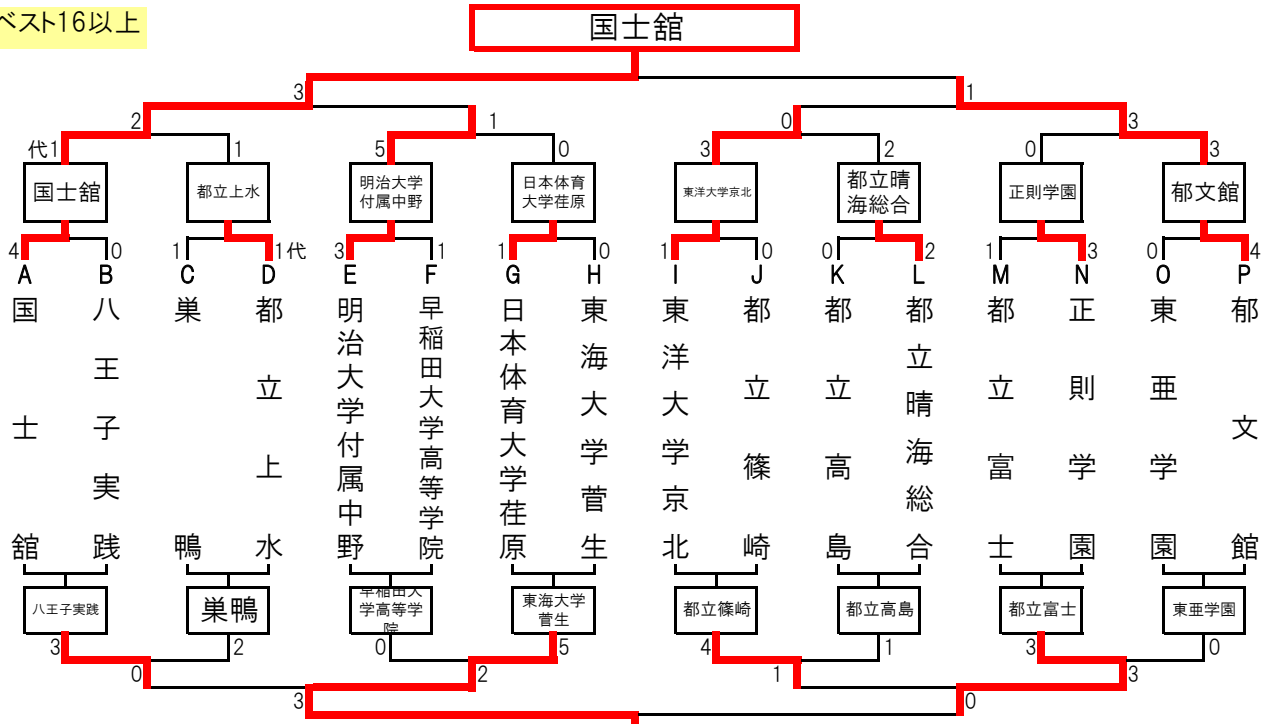 ベスト16以上
国士舘
3 1
2 1 0 3
代1 1 5 0 3 2 0 3
国士舘 都立上水 明治大学付属中野 日本体育大学荏原 東洋大学京北 都立晴海総合 正則学園 郁文館
4 0 1 1代 3 1 1 0 1 0 0 2 1 3 0 4
A B C D E F G H I J K L M N O P
国士舘
八王子実践
巣鴨
都立上水
明治大学付属中野
早稲田大学高等学院
日本体育大学荏原
東海大学菅生
東洋大学京北
都立篠崎
都立高島
都立晴海総合
都立富士
正則学園
東亜学園
郁文館
八王子実践 巣鴨 早稲田大学高等学院 東海大学菅生 都立篠崎 都立高島 都立富士 東亜学園
3 2 0 5 4 1 3 0
0 2 1 3
3 0